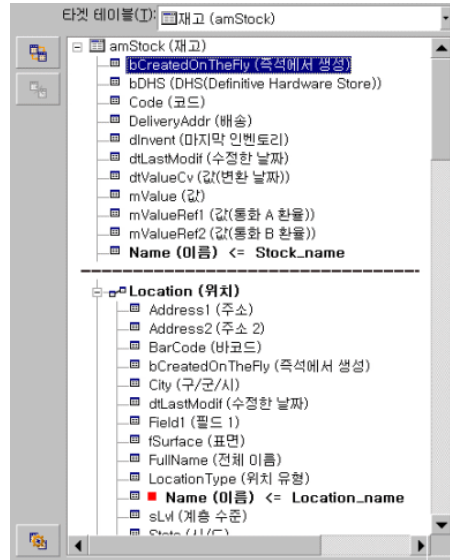 타겟 테이블(T): 재고 (amStock)
amStock (재고)
bCreatedOnTheFly (즉석에서 생성)
bDHS (DHS(Definitive Hardware Store))
Code (코드)
DeliveryAddr (배송)
dInvent (마지막 인벤토리)
dtLastModif (수정한 날짜)
dtValueCv (값(변환 날짜))
mValue (값)
mValueRef1 (값(통화 A 환율))
mValueRef2 (값(통화 B 환율))
Name (이름) <= Stock_name
Location (위치)
Address1 (주소)
Address2 (주소 2)
BarCode (바코드)
bCreatedOnTheFly (즉석에서 생성)
City (구/군/시)
dtLastModif (수정한 날짜)
Field1 (필드 1)
fSurface (표면)
FullName (전체 이름)
LocationType (위치 유형)
Name (이름) <= Location_name
sLvl (계층 수준)
State (시/도)